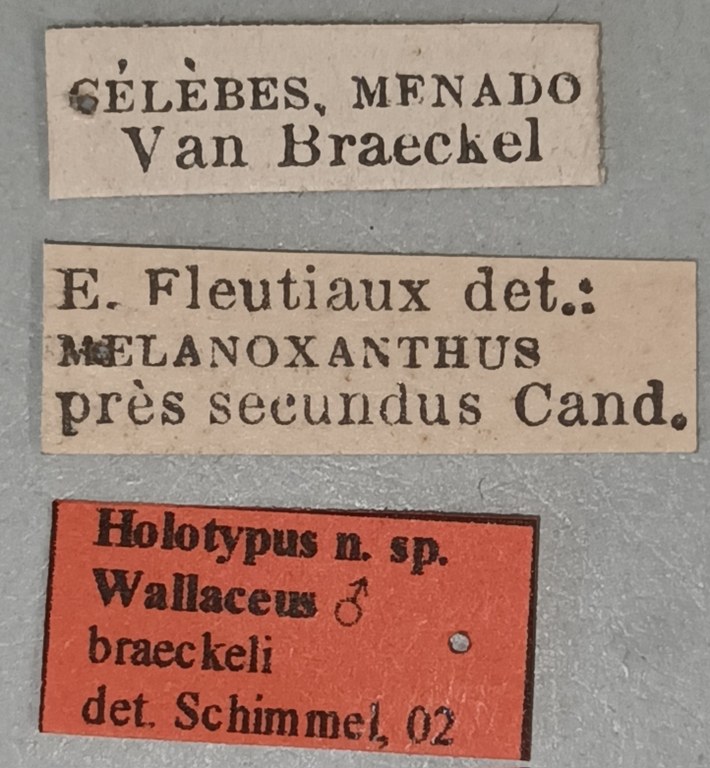 CÉLÈBES, MENADO
Van Braeckel
E. Fleutiaux det.:
MELANOXANTHUS
près secundus Cand.
Holotypus n. sp.
Wallaceus ♂
braeckeli
det. Schimmel, 02